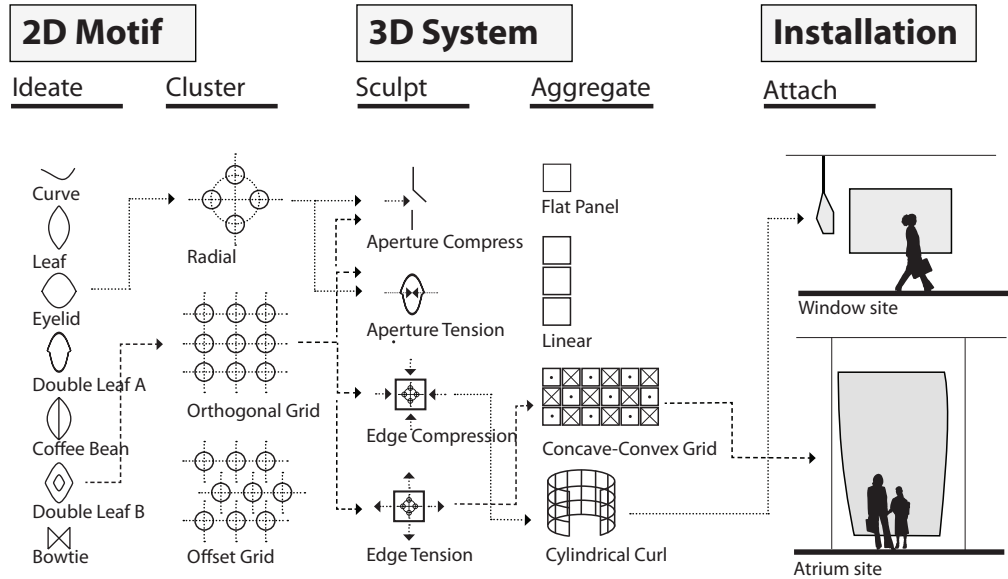 2D Motif
3D System
Installation
Ideate
Cluster
Sculpt
Aggregate
Attach
Curve
Leaf
Eyelid
Double Leaf A
Coffee Bean
Double Leaf B
Bowtie
Radial
Orthogonal Grid
Offset Grid
Aperture Compress
Aperture Tension
Edge Compression
Edge Tension
Flat Panel
Linear
Concave-Convex Grid
Cylindrical Curl
Window site
Atrium site